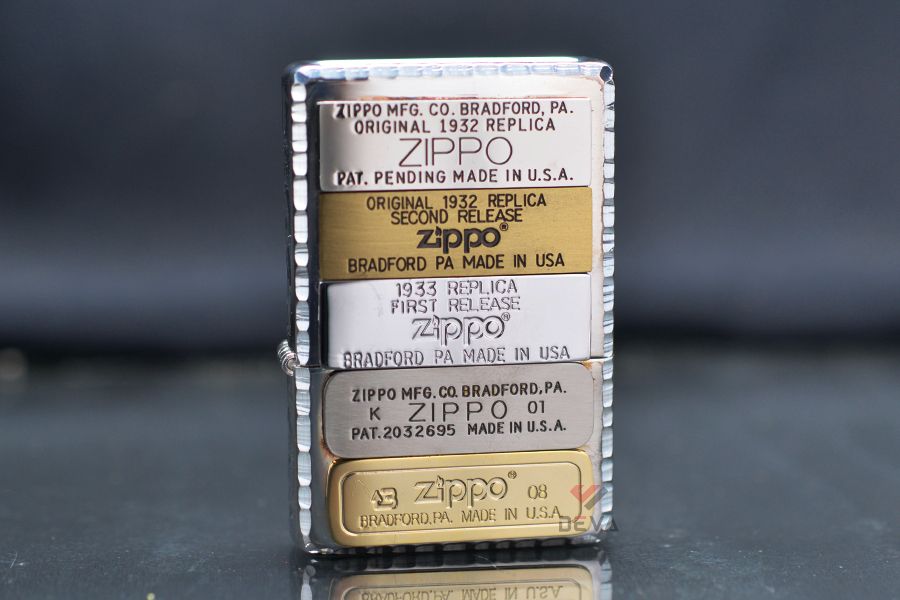 ZIPPO MFG. CO. BRADFORD, PA.
ORIGINAL 1932 REPLICA
ZIPPO
PAT. PENDING MADE IN U.S.A.
ORIGINAL 1932 REPLICA
SECOND RELEASE
zippo®
BRADFORD PA MADE IN USA
1933 REPLICA
FIRST RELEASE
zippo®
BRADFORD PA MADE IN USA
ZIPPO MFG. CO. BRADFORD, PA.
K ZIPPO 01
PAT.2032695 MADE IN U.S.A.
zippo® 08
BRADFORD,PA. MADE IN U.S.A.
DEVA